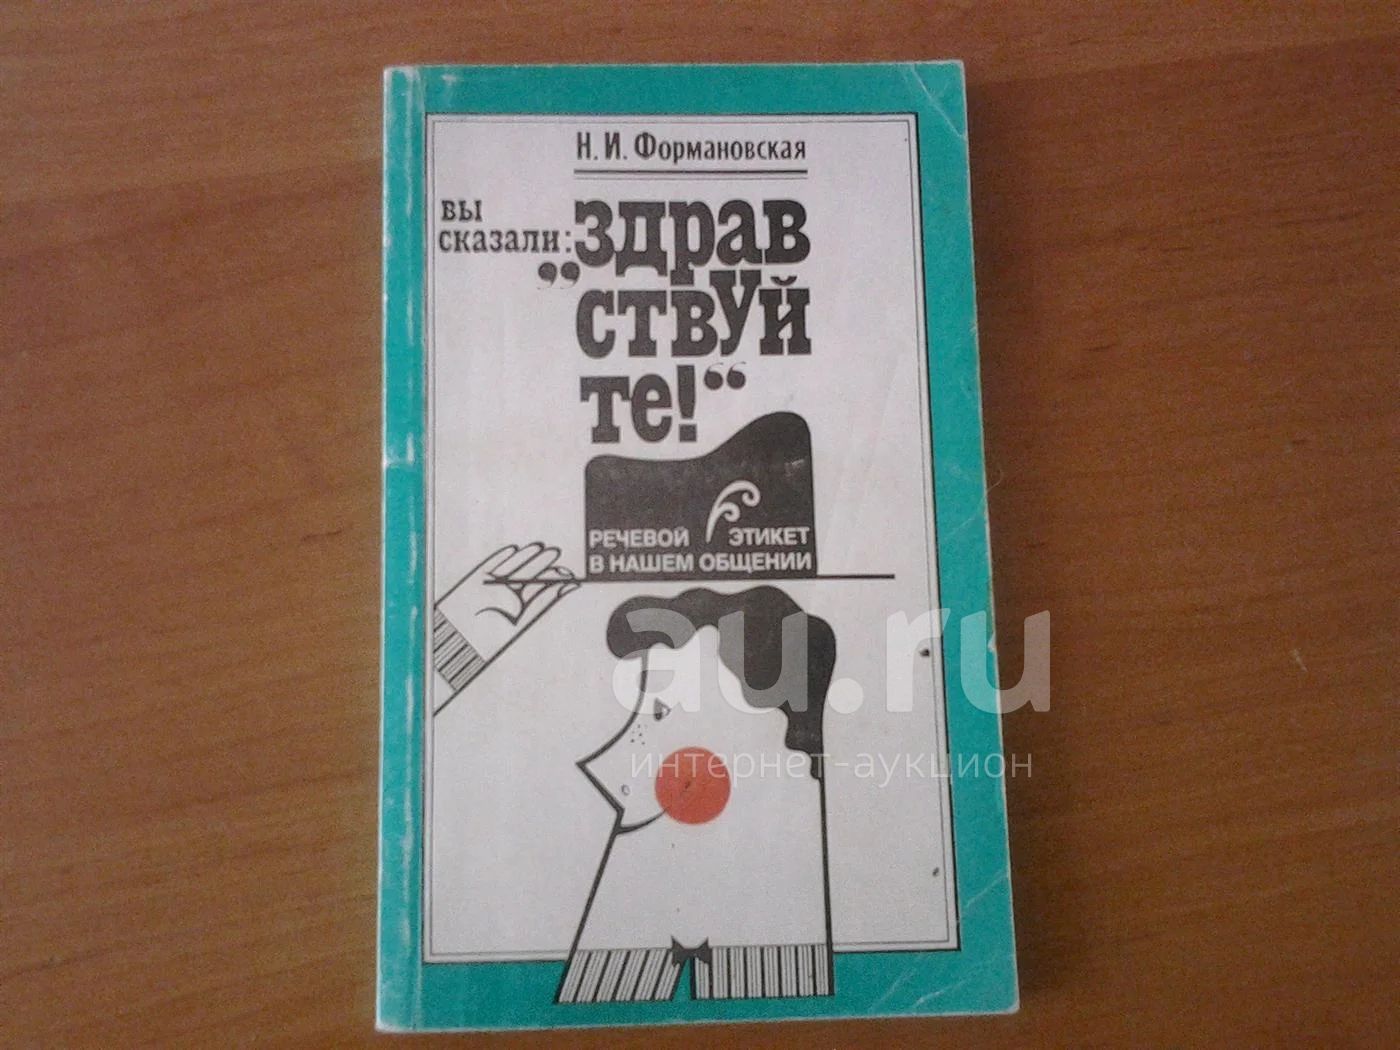 Н. И. Формановская
вы
сказали:
„здрав
ствуй
те!“
РЕЧЕВОЙ ЭТИКЕТ
В НАШЕМ ОБЩЕНИИ
au.ru
интернет-аукцион